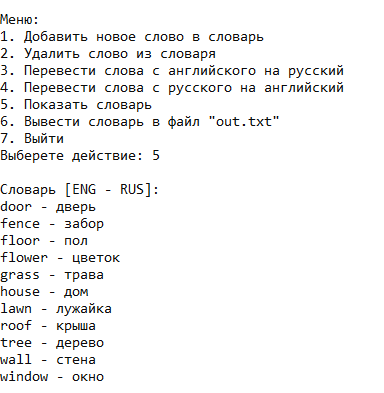 Меню:
1. Добавить новое слово в словарь
2. Удалить слово из словаря
3. Перевести слова с английского на русский
4. Перевести слова с русского на английский
5. Показать словарь
6. Вывести словарь в файл "out.txt"
7. Выйти
Выберете действие: 5
Словарь [ENG - RUS]:
door - дверь
fence - забор
floor - пол
flower - цветок
grass - трава
house - дом
lawn - лужайка
roof - крыша
tree - дерево
wall - стена
window - окно